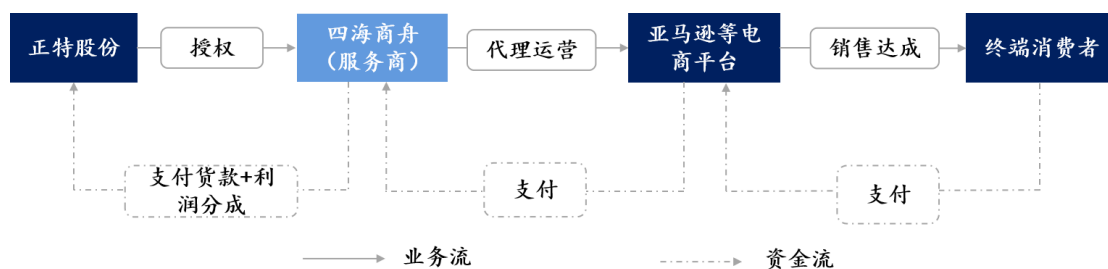 正特股份
授权
四海商舟
（服务商）
代理运营
亚马逊等电
商平台
销售达成
终端消费者
支付货款+利
润分成
支付
支付
业务流
资金流